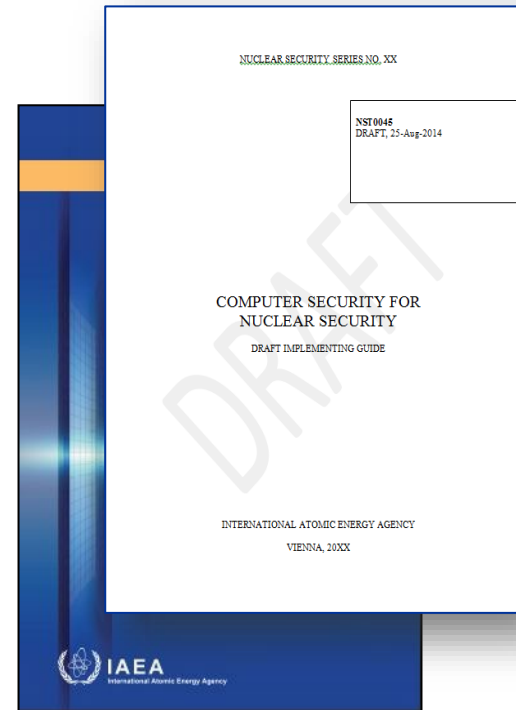 NUCLEAR SECURITY SERIES NO. XX
NST0045
DRAFT, 25-Aug-2014
DRAFT
COMPUTER SECURITY FOR
NUCLEAR SECURITY
DRAFT IMPLEMENTING GUIDE
INTERNATIONAL ATOMIC ENERGY AGENCY
VIENNA, 20XX
IAEA
International Atomic Energy Agency